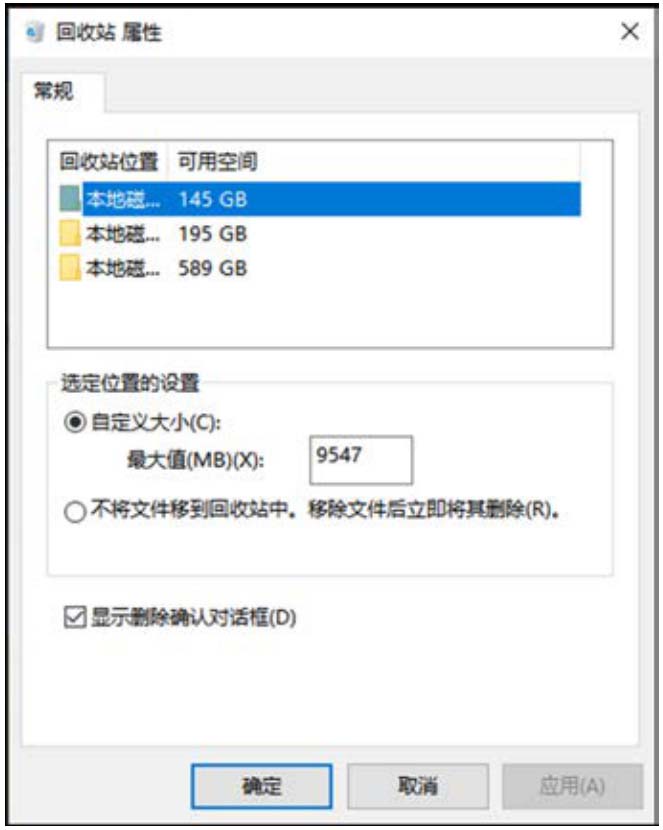 回收站 属性
常规
回收站位置 可用空间
本地磁... 145 GB
本地磁... 195 GB
本地磁... 589 GB
选定位置的设置
自定义大小(C):
最大值(MB)(X): 9547
不将文件移到回收站中。移除文件后立即将其删除(R)。
显示删除确认对话框(D)
确定 取消 应用(A)